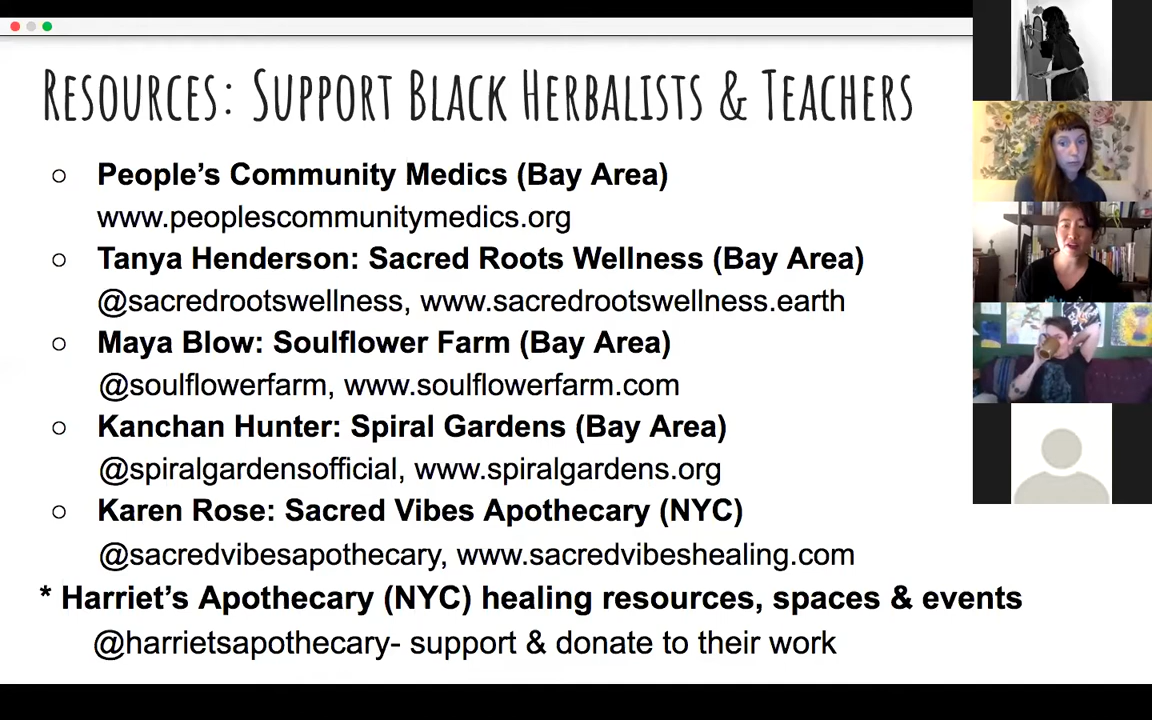 Resources: Support Black Herbalists & Teachers
○ People’s Community Medics (Bay Area)
www.peoplescommunitymedics.org
○ Tanya Henderson: Sacred Roots Wellness (Bay Area)
@sacredrootswellness, www.sacredrootswellness.earth
○ Maya Blow: Soulflower Farm (Bay Area)
@soulflowerfarm, www.soulflowerfarm.com
○ Kanchan Hunter: Spiral Gardens (Bay Area)
@spiralgardensofficial, www.spiralgardens.org
○ Karen Rose: Sacred Vibes Apothecary (NYC)
@sacredvibesapothecary, www.sacredvibeshealing.com
* Harriet’s Apothecary (NYC) healing resources, spaces & events
@harrietsapothecary- support & donate to their work